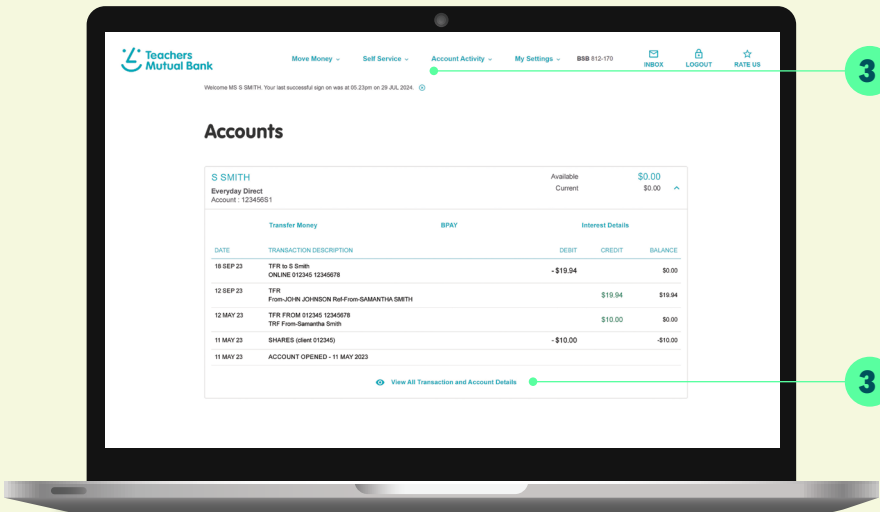 Teachers
Mutual Bank
Move Money
Self Service
Account Activity
My Settings
BSB 812-170
INBOX
LOGOUT
RATE US
3
Welcome MS S SMITH. Your last successful sign on was at 05.23pm on 29 JUL 2024.
Accounts
S SMITH
Available $0.00
Everyday Direct
Current $0.00
Account : 123456S1
Transfer Money BPAY Interest Details
DATE TRANSACTION DESCRIPTION DEBIT CREDIT BALANCE
18 SEP 23 TFR to S Smith - $19.94 $0.00
ONLINE 012345 12345678
12 SEP 23 TFR $19.94 $19.94
From-JOHN JOHNSON Ref-From-SAMANTHA SMITH
12 MAY 23 TFR FROM 012345 12345678 $10.00 $0.00
TRF From-Samantha Smith
11 MAY 23 SHARES (client 012345) - $10.00 -$10.00
11 MAY 23 ACCOUNT OPENED - 11 MAY 2023
View All Transaction and Account Details
3